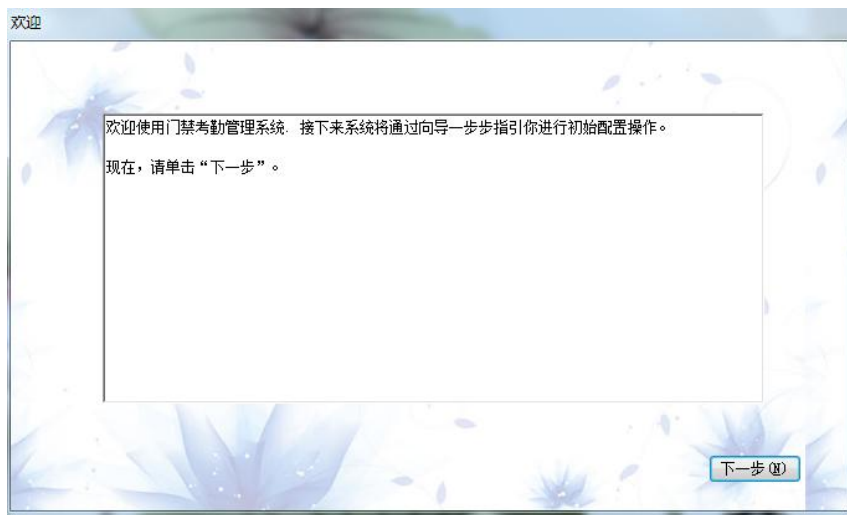 欢迎
欢迎使用门禁考勤管理系统. 接下来系统将通过向导一步步指引你进行初始配置操作。
现在，请单击“下一步”。
下一步(N)